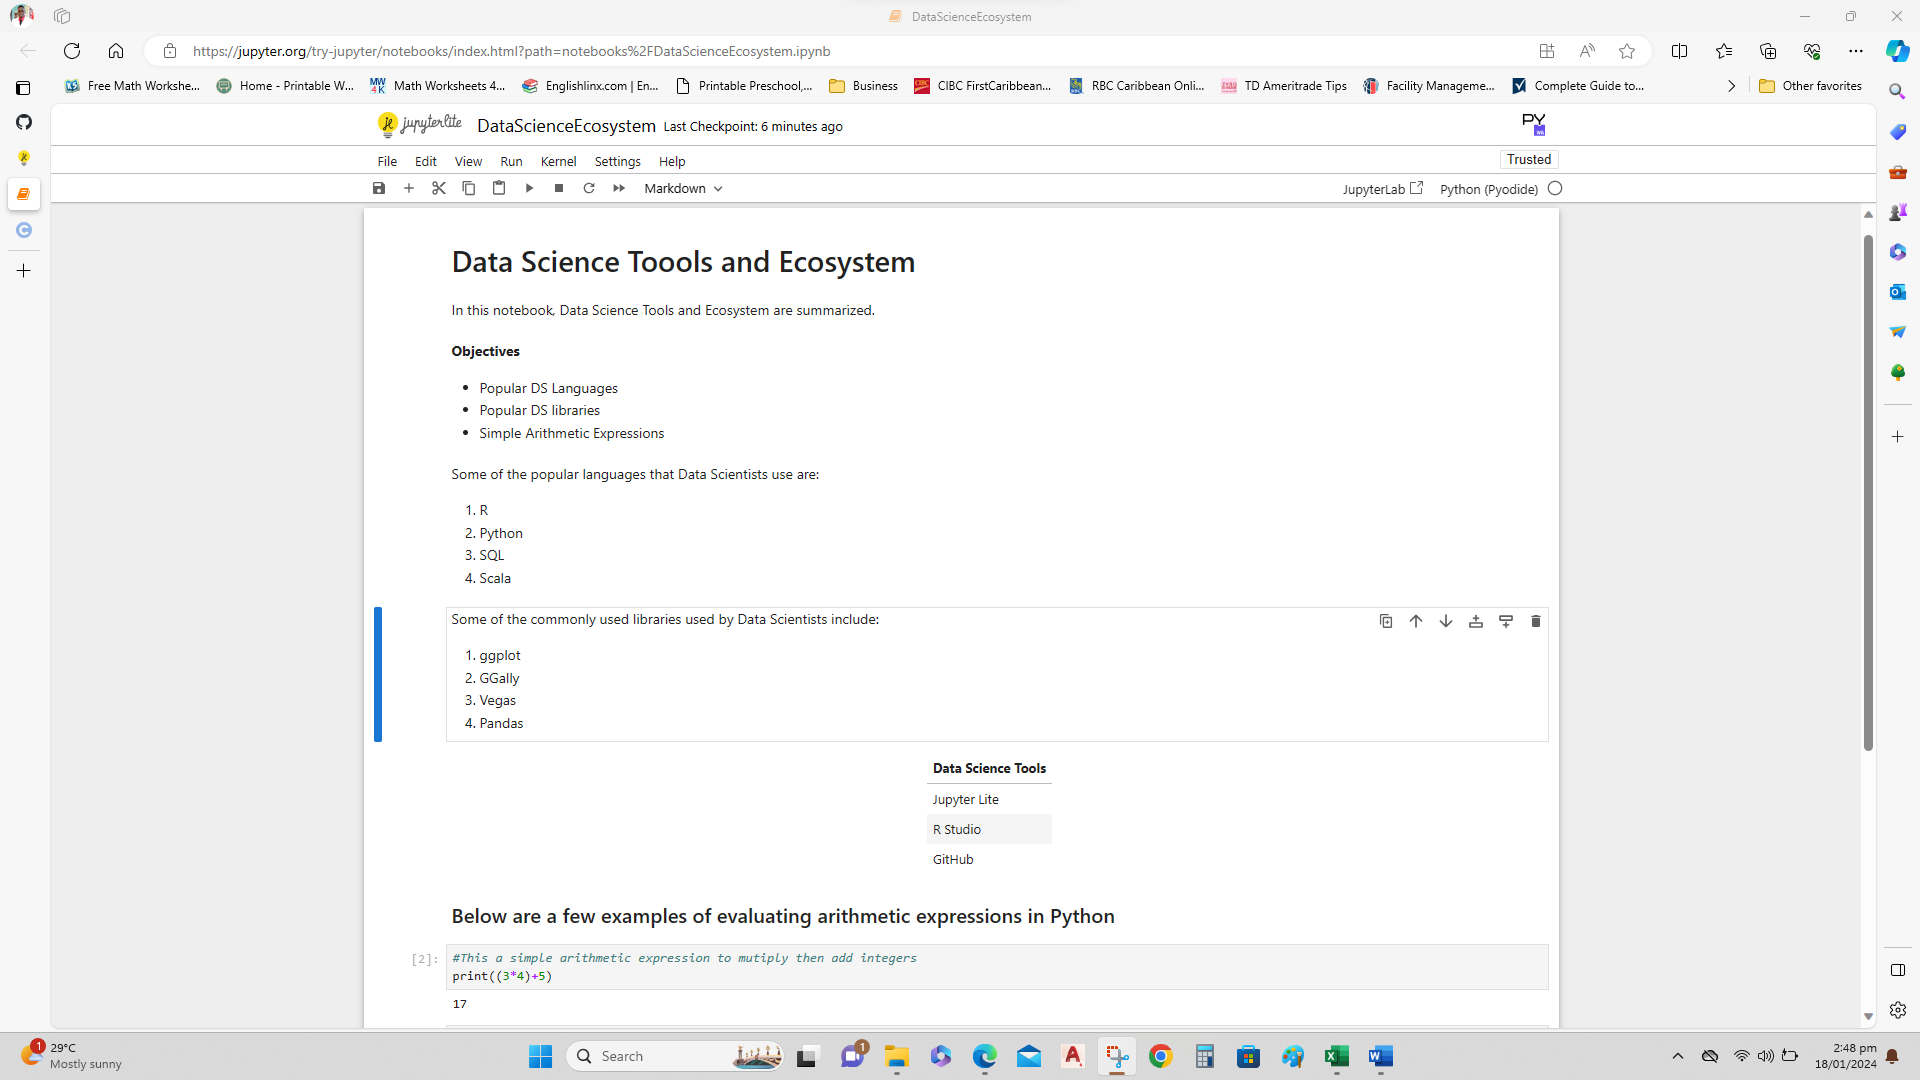 DataScienceEcosystem
https://jupyter.org/try-jupyter/notebooks/index.html?path=notebooks%2FDataScienceEcosystem.ipynb
Free Math Workshe...
Home - Printable W...
Math Worksheets 4...
Englishlinx.com | En...
Printable Preschool,...
Business
CIBC FirstCaribbean...
RBC Caribbean Onli...
TD Ameritrade Tips
Facility Manageme...
Complete Guide to...
Other favorites
jupyterlite
DataScienceEcosystem Last Checkpoint: 6 minutes ago
PY
File Edit View Run Kernel Settings Help
Trusted
Markdown
JupyterLab
Python (Pyodide)
Data Science Toools and Ecosystem
In this notebook, Data Science Tools and Ecosystem are summarized.
Objectives
• Popular DS Languages
• Popular DS libraries
• Simple Arithmetic Expressions
Some of the popular languages that Data Scientists use are:
1. R
2. Python
3. SQL
4. Scala
Some of the commonly used libraries used by Data Scientists include:
1. ggplot
2. GGally
3. Vegas
4. Pandas
Data Science Tools
Jupyter Lite
R Studio
GitHub
Below are a few examples of evaluating arithmetic expressions in Python
[2]:
#This a simple arithmetic expression to mutiply then add integers
print((3*4)+5)
17
1
29°C
Mostly sunny
Search
1
2:48 pm
18/01/2024